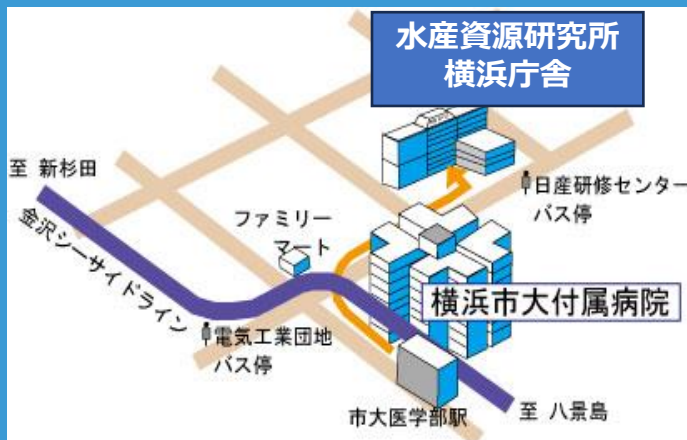 水産資源研究所
横浜庁舎
至 新杉田
金沢シーサイドライン
ファミリー
マート
日産研修センター
バス停
横浜市大付属病院
電気工業団地
バス停
市大医学部駅
至 八景島